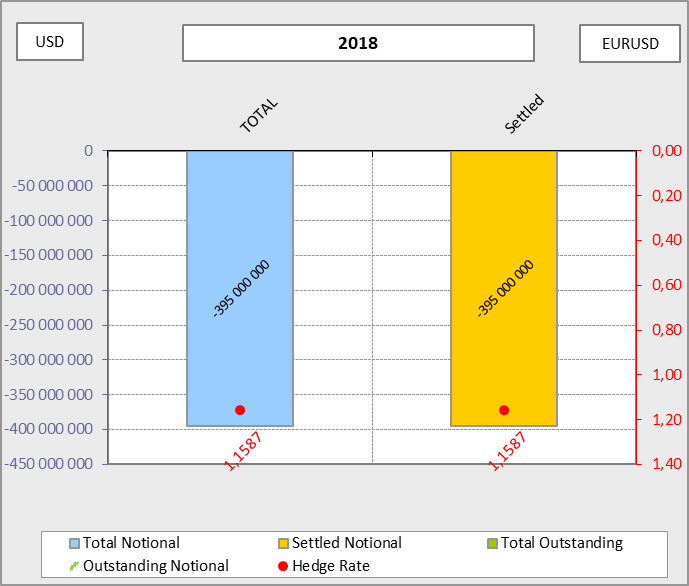 USD
2018
EURUSD
TOTAL
Settled
0
-50 000 000
-100 000 000
-150 000 000
-200 000 000
-250 000 000
-300 000 000
-350 000 000
-400 000 000
-450 000 000
-395 000 000
-395 000 000
1,1587
1,1587
0,00
0,20
0,40
0,60
0,80
1,00
1,20
1,40
Total Notional
Settled Notional
Total Outstanding
Outstanding Notional
Hedge Rate